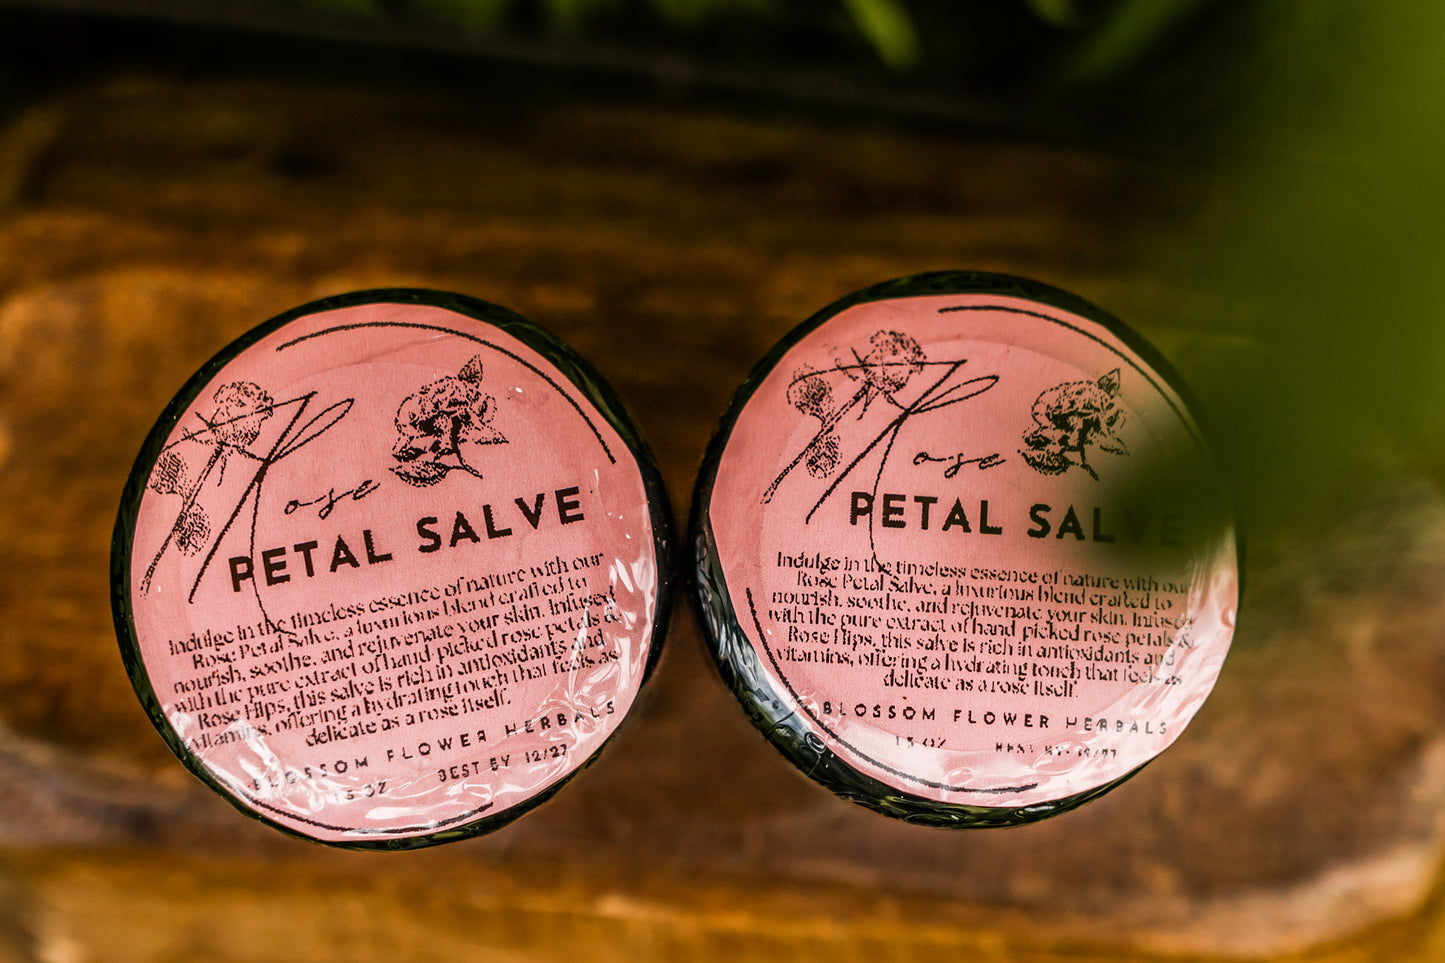 Rose
PETAL SALVE
Indulge in the timeless essence of nature with our
Rose Petal Salve, a luxurious blend crafted to
nourish, soothe, and rejuvenate your skin. Infused
with the pure extract of hand-picked rose petals &
Rose Hips, this salve is rich in antioxidants and
vitamins, offering a hydrating touch that feels as
delicate as a rose itself.
BLOSSOM FLOWER HERBALS
BEST BY 12/27
Rose
PETAL SALVE
Indulge in the timeless essence of nature with our
Rose Petal Salve, a luxurious blend crafted to
nourish, soothe, and rejuvenate your skin. Infused
with the pure extract of hand-picked rose petals &
Rose Hips, this salve is rich in antioxidants and
vitamins, offering a hydrating touch that feels as
delicate as a rose itself.
BLOSSOM FLOWER HERBALS